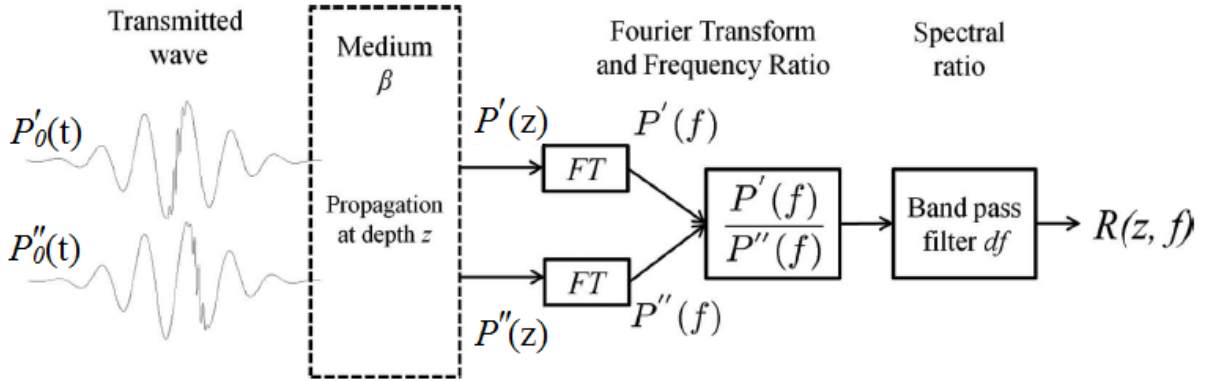 Transmitted
wave
Medium
β
Fourier Transform
and Frequency Ratio
Spectral
ratio
P'₀(t)
P'(z)
P'(f)
FT
Propagation
at depth z
P'(f)
P''(f)
Band pass
filter df
R(z, f)
P''₀(t)
FT
P''(z)
P''(f)